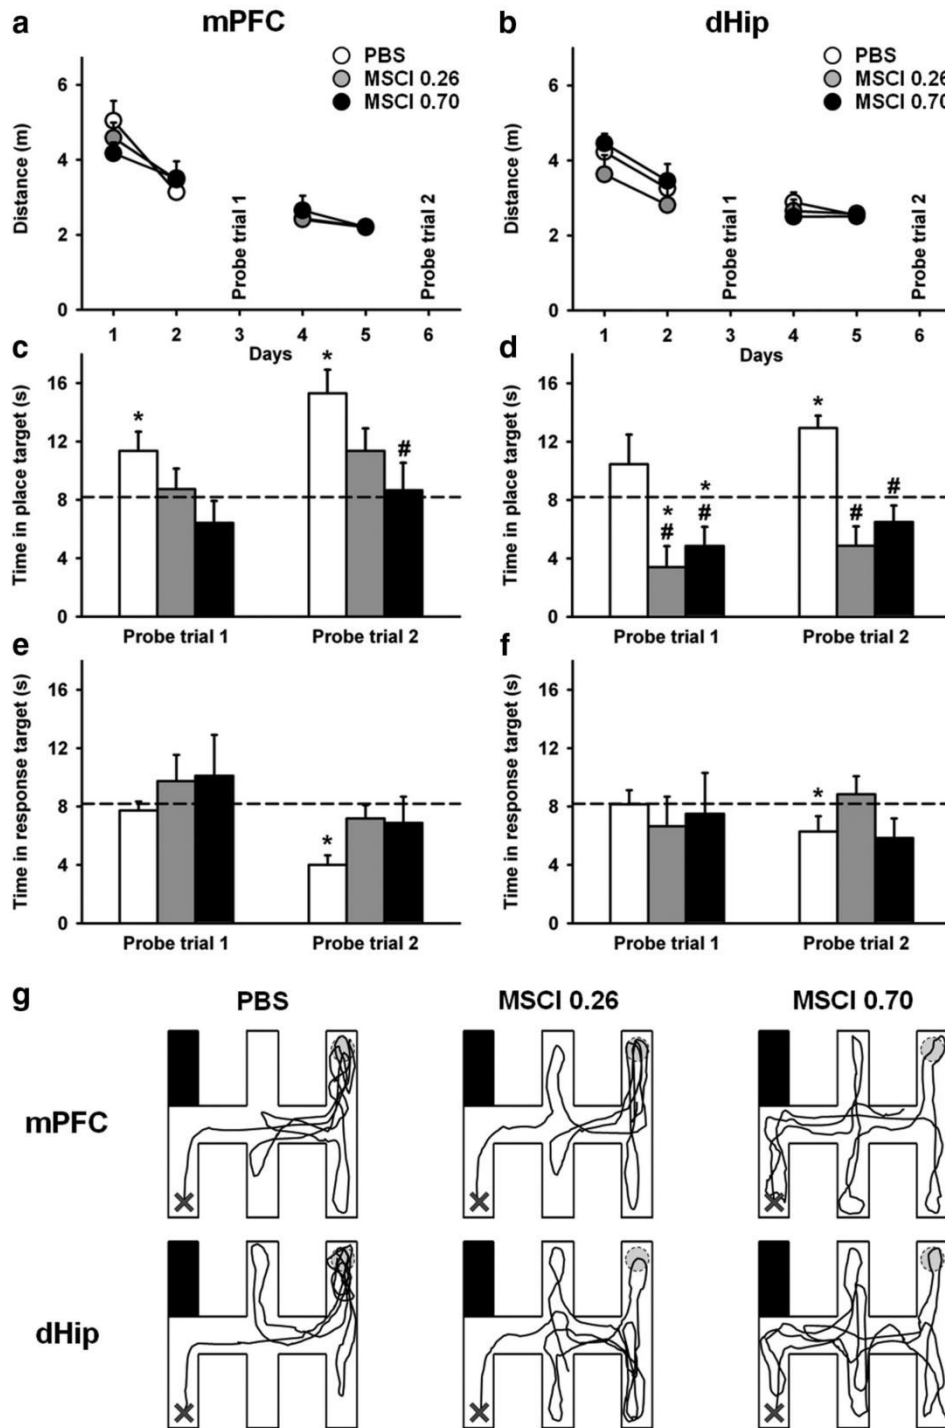 a mPFC
PBS
MSCI 0.26
MSCI 0.70
Distance (m)
6
4
2
0
Probe trial 1
Probe trial 2
1 2 3 4 5 6
Days
b dHip
PBS
MSCI 0.26
MSCI 0.70
Distance (m)
6
4
2
0
Probe trial 1
Probe trial 2
1 2 3 4 5 6
Days
c
Time in place target (s)
16
12
8
4
0
* * #
Probe trial 1 Probe trial 2
d
Time in place target (s)
16
12
8
4
0
* # * # * # #
Probe trial 1 Probe trial 2
e
Time in response target (s)
16
12
8
4
0
*
Probe trial 1 Probe trial 2
f
Time in response target (s)
16
12
8
4
0
*
Probe trial 1 Probe trial 2
g PBS MSCI 0.26 MSCI 0.70
mPFC
dHip